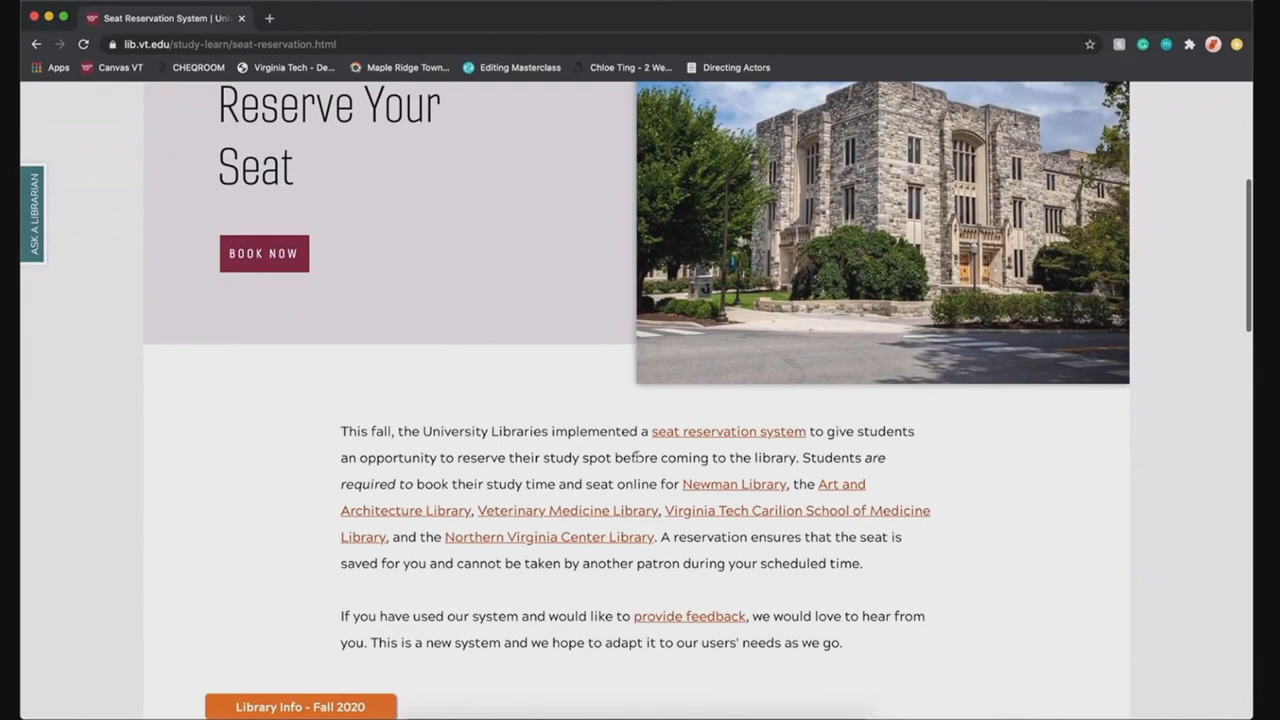 Seat Reservation System | Uni
lib.vt.edu/study-learn/seat-reservation.html
Apps Canvas VT CHEQROOM Virginia Tech - De... Maple Ridge Town... Editing Masterclass Chloe Ting - 2 We... Directing Actors
Reserve Your
Seat
ASK A LIBRARIAN
BOOK NOW
This fall, the University Libraries implemented a seat reservation system to give students
an opportunity to reserve their study spot before coming to the library. Students are
required to book their study time and seat online for Newman Library, the Art and
Architecture Library, Veterinary Medicine Library, Virginia Tech Carilion School of Medicine
Library, and the Northern Virginia Center Library. A reservation ensures that the seat is
saved for you and cannot be taken by another patron during your scheduled time.
If you have used our system and would like to provide feedback, we would love to hear from
you. This is a new system and we hope to adapt it to our users' needs as we go.
Library Info - Fall 2020